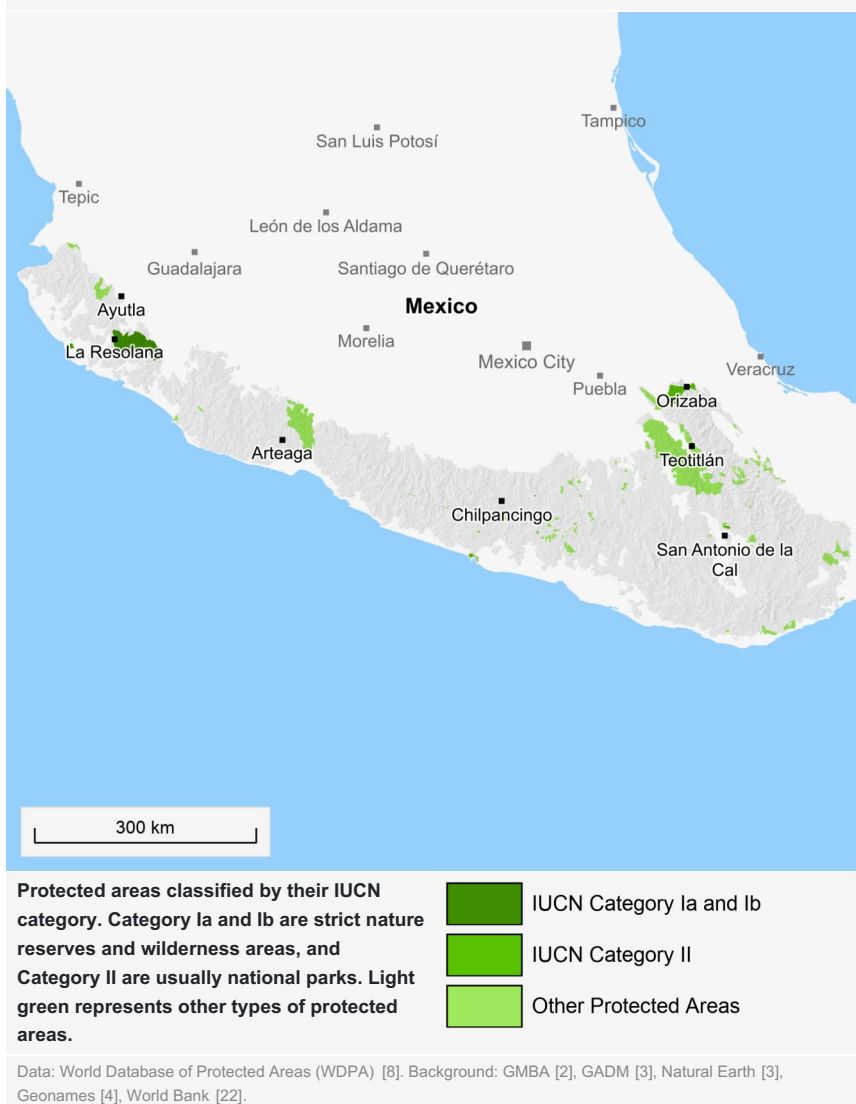 Tampico
San Luis Potosí
Tepic
León de los Aldama
Guadalajara
Santiago de Querétaro
Ayutla
Mexico
Morelia
La Resolana
Mexico City
Veracruz
Puebla
Orizaba
Arteaga
Teotitlán
Chilpancingo
San Antonio de la
Cal
300 km
Protected areas classified by their IUCN
category. Category Ia and Ib are strict nature
reserves and wilderness areas, and
Category II are usually national parks. Light
green represents other types of protected
areas.
IUCN Category Ia and Ib
IUCN Category II
Other Protected Areas
Data: World Database of Protected Areas (WDPA) [8]. Background: GMBA [2], GADM [3], Natural Earth [3],
Geonames [4], World Bank [22].